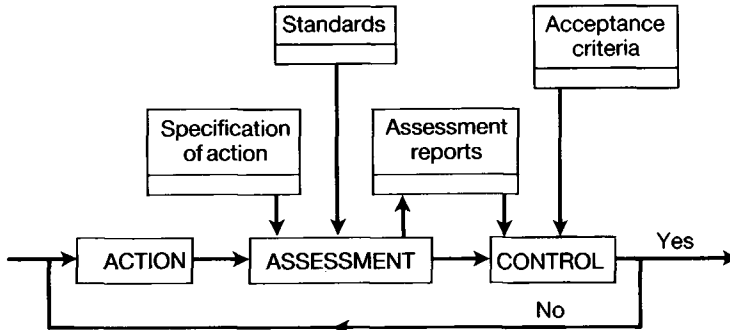 Standards
Acceptance
criteria
Specification
of action
Assessment
reports
ACTION
ASSESSMENT
CONTROL
Yes
No